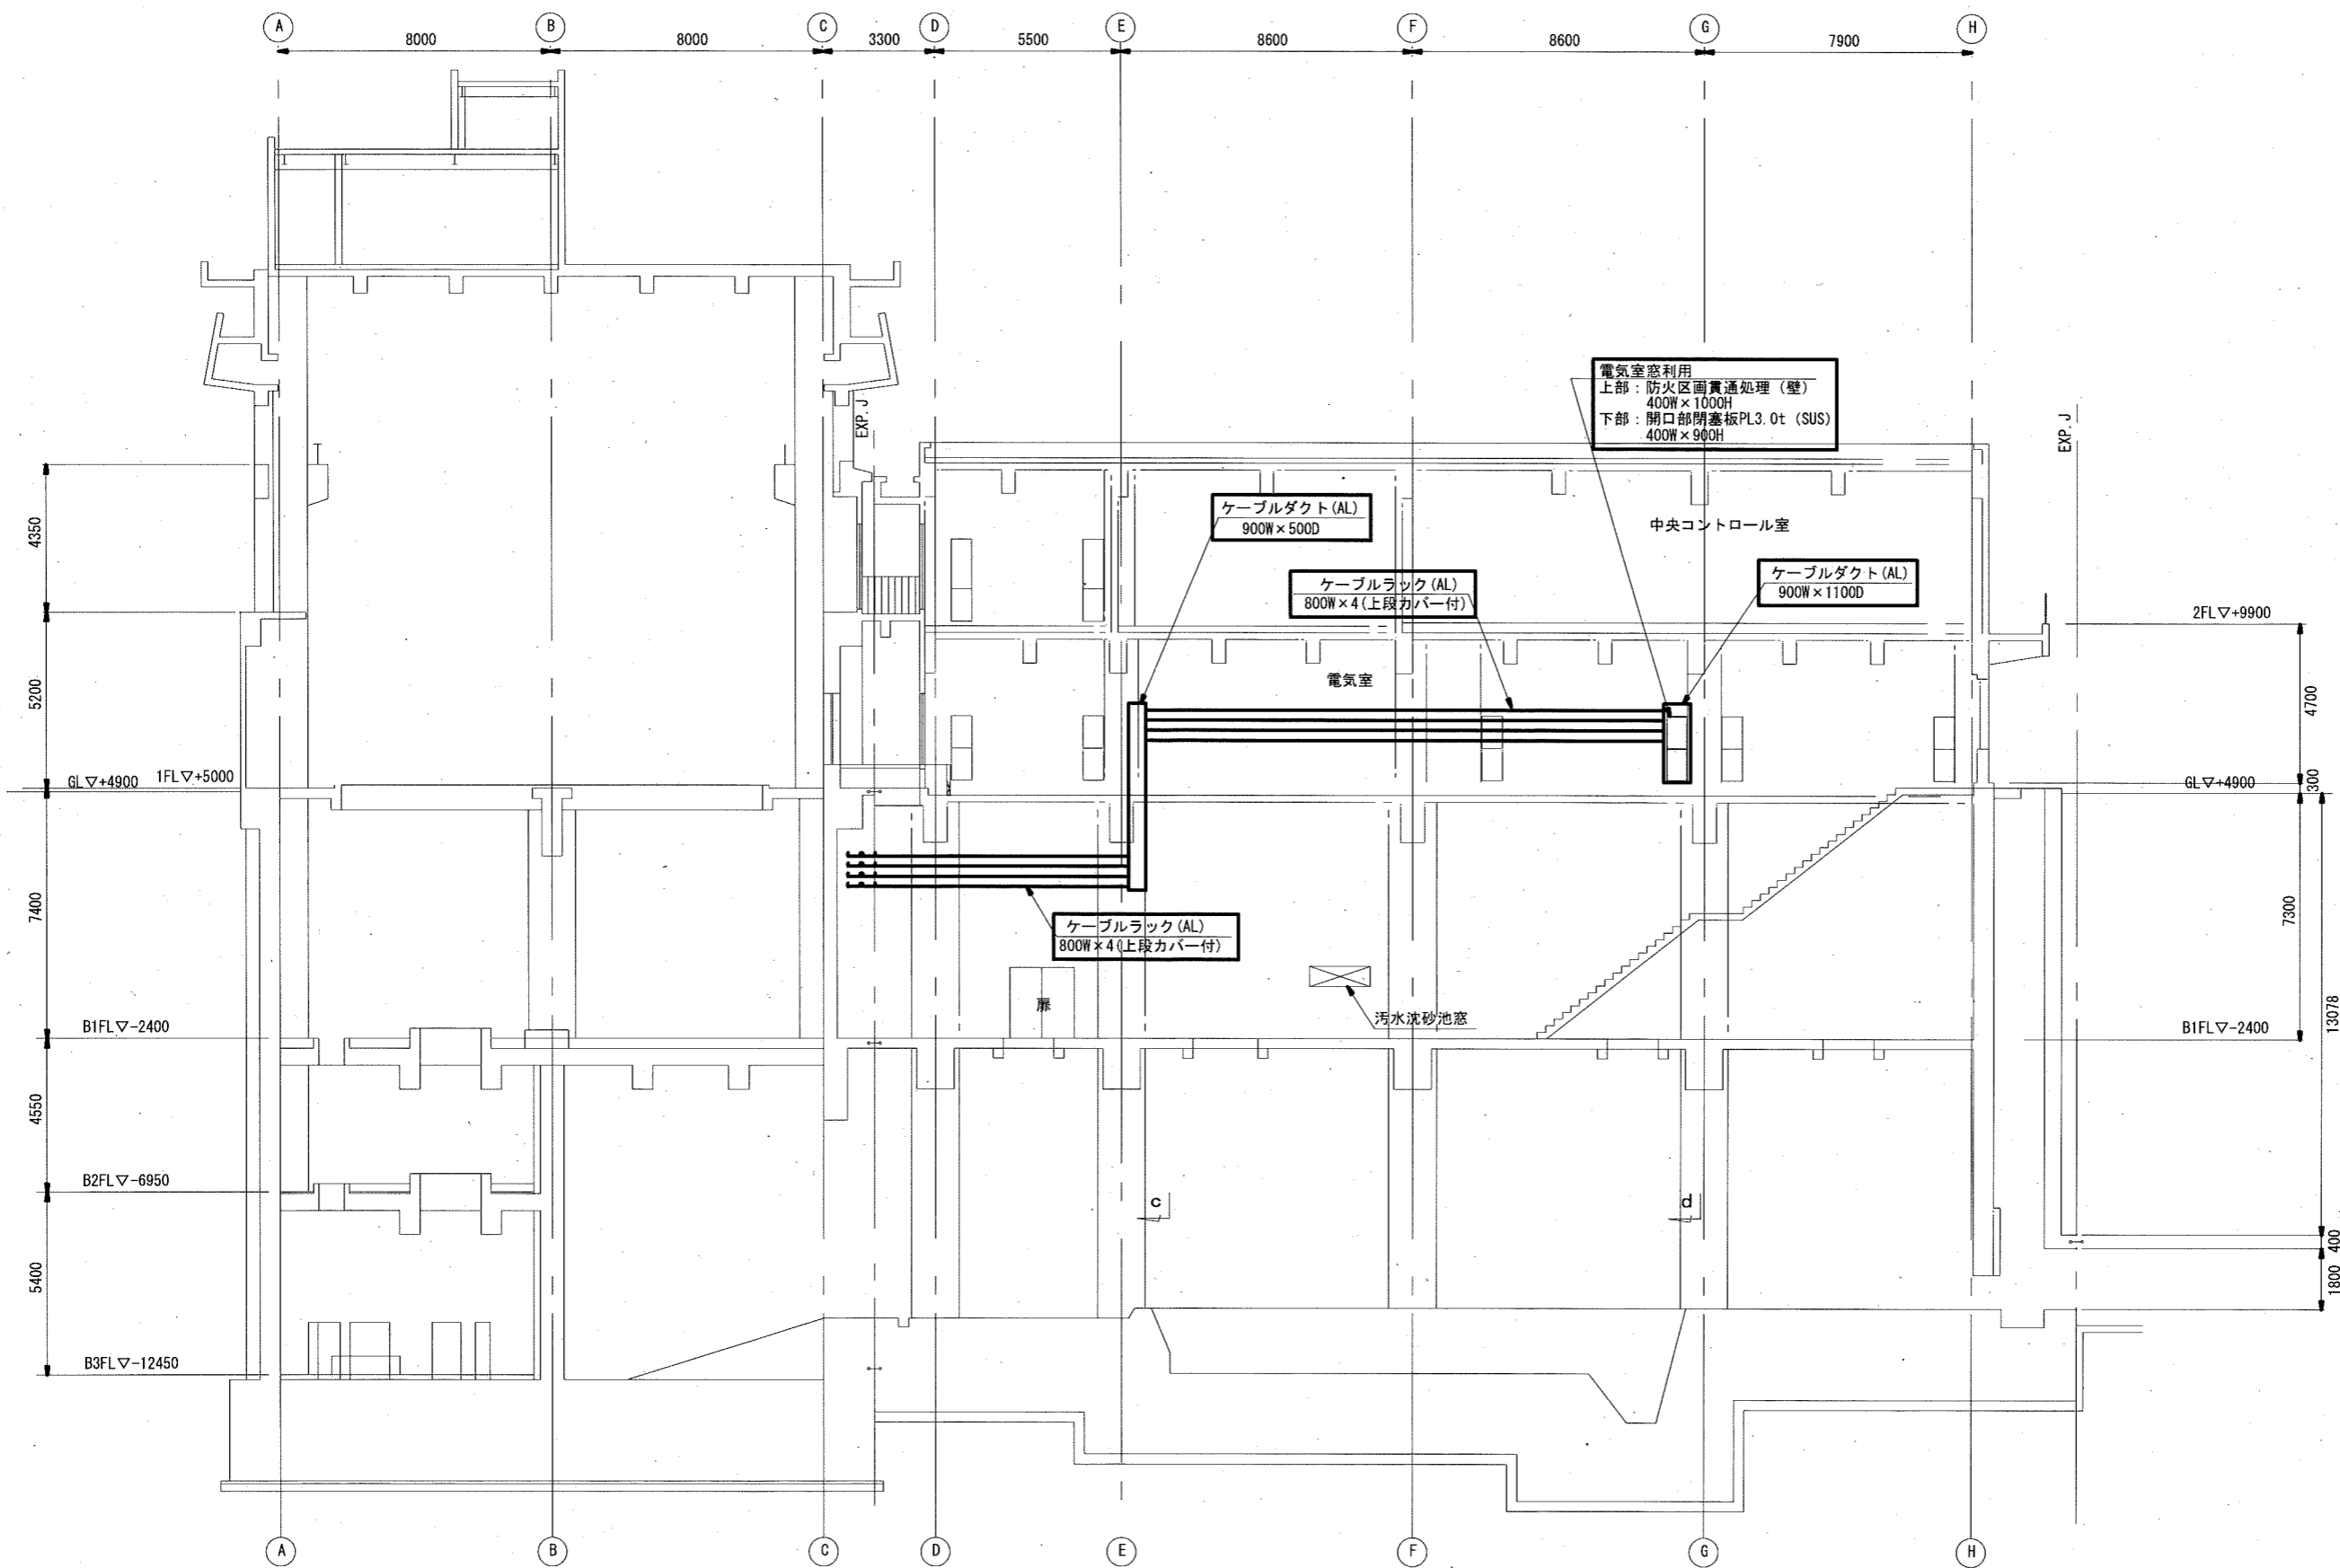 A B C D E F G H
8000 8000 3300 5500 8600 8600 7900
EXP. J
電気室窓利用
上部：防火区画貫通処理（壁）
400W×1000H
下部：開口部閉塞板PL3.0t（SUS）
400W×900H
EXP. J
ケーブルダクト(AL)
900W×500D
中央コントロール室
ケーブルラック(AL)
800W×4(上段カバー付)
ケーブルダクト(AL)
900W×1100D
4350
2FL▽+9900
5200
電気室
4700
GL▽+4900
1FL▽+5000
GL▽+4900
300
7400
ケーブルラック(AL)
800W×4(上段カバー付)
7300
扉
汚水沈砂池窓
13078
B1FL▽-2400
B1FL▽-2400
4550
B2FL▽-6950
c
d
400
5400
1800
B3FL▽-12450
A B C D E F G H